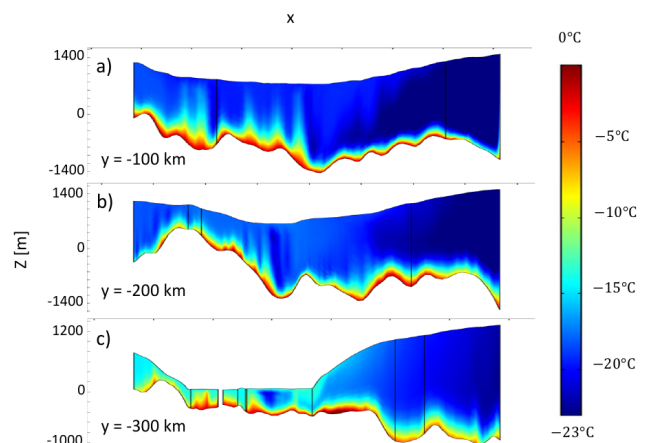 x
0°C
1400
a)
0
−5°C
-1400
y = -100 km
1400
b)
−10°C
Z [m]
0
−15°C
-1400
y = -200 km
1200
c)
−20°C
0
y = -300 km
−23°C
-1000